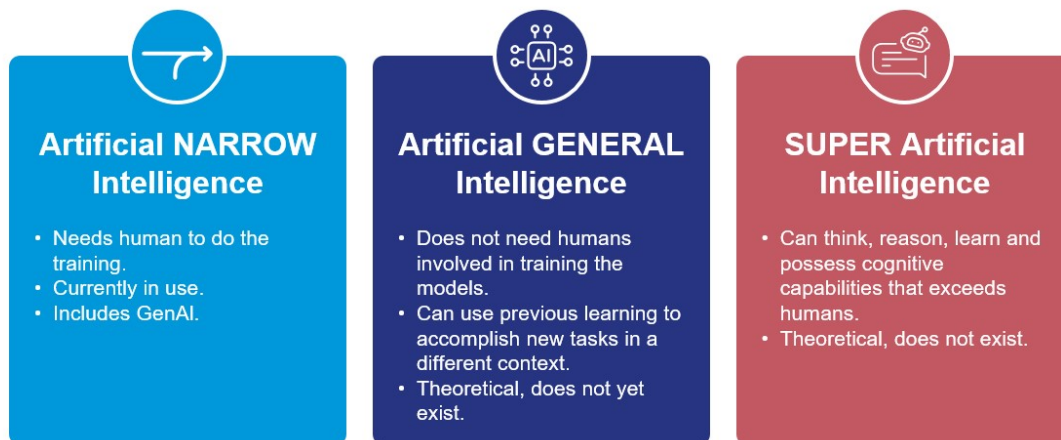 AI
Artificial NARROW
Intelligence
• Needs human to do the
training.
• Currently in use.
• Includes GenAI.
Artificial GENERAL
Intelligence
• Does not need humans
involved in training the
models.
• Can use previous learning to
accomplish new tasks in a
different context.
• Theoretical, does not yet
exist.
SUPER Artificial
Intelligence
• Can think, reason, learn and
possess cognitive
capabilities that exceeds
humans.
• Theoretical, does not exist.